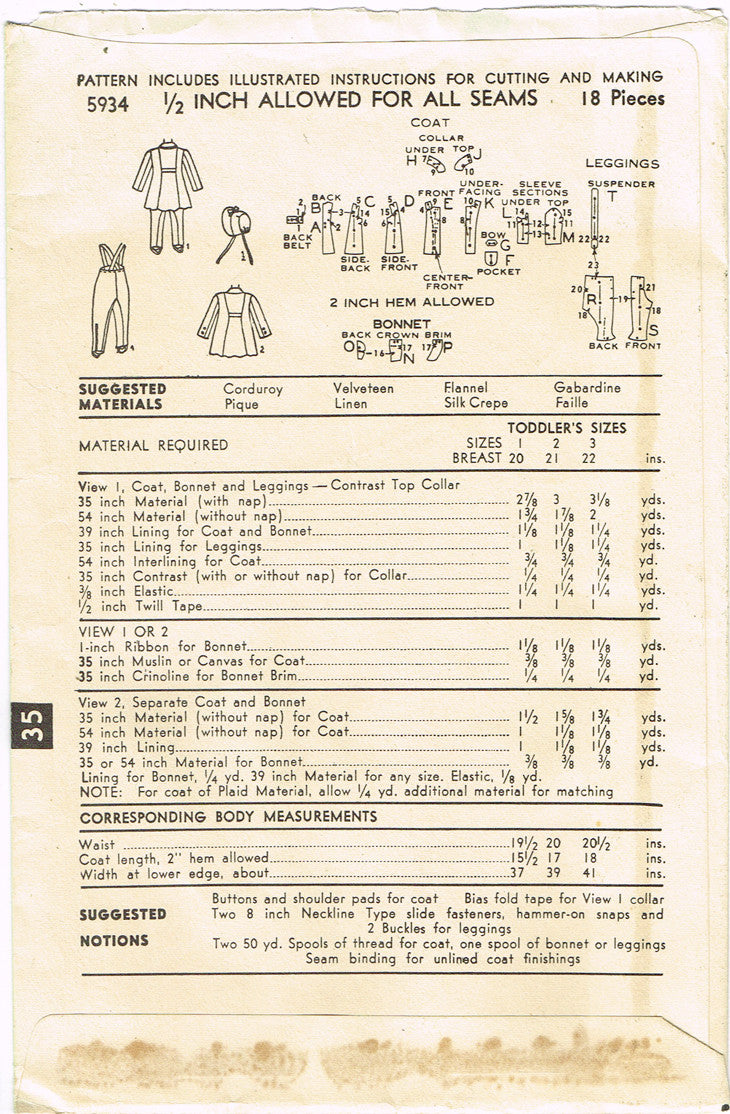 PATTERN INCLUDES ILLUSTRATED INSTRUCTIONS FOR CUTTING AND MAKING
5934 1/2 INCH ALLOWED FOR ALL SEAMS 18 Pieces
COAT
COLLAR
UNDER TOP
H 7 9 J 10
LEGGINGS
SUSPENDER
T
22 22
23
BACK
B
A
BACK
BELT
C
SIDE-
BACK
D
SIDE-
FRONT
FRONT
E
CENTER-
FRONT
UNDER-
FACING
K
BOW
G
F
POCKET
SLEEVE
SECTIONS
UNDER TOP
L
M
2 INCH HEM ALLOWED
BONNET
BACK CROWN BRIM
O 16 17 N 17 P
20 R 18 19 21 18 S
BACK FRONT
1
2
4
2
SUGGESTED MATERIALS
Corduroy Velveteen Flannel Gabardine
Pique Linen Silk Crepe Faille
TODDLER'S SIZES
MATERIAL REQUIRED
SIZES 1 2 3
BREAST 20 21 22 ins.
View 1, Coat, Bonnet and Leggings — Contrast Top Collar
35 inch Material (with nap) 2 7/8 3 3 1/8 yds.
54 inch Material (without nap) 1 3/4 1 7/8 2 yds.
39 inch Lining for Coat and Bonnet 1 1/8 1 1/8 1 1/4 yds.
35 inch Lining for Leggings 1 1 1/8 1 1/4 yds.
54 inch Interlining for Coat 3/4 3/4 3/4 yd.
35 inch Contrast (with or without nap) for Collar 1/4 1/4 1/4 yd.
3/8 inch Elastic 1 1/4 1 1/4 1 1/4 yds.
1/2 inch Twill Tape 1 1 1 yd.
VIEW 1 OR 2
1-inch Ribbon for Bonnet 1 1/8 1 1/8 1 1/8 yds.
35 inch Muslin or Canvas for Coat 3/8 3/8 3/8 yd.
35 inch Crinoline for Bonnet Brim 1/4 1/4 1/4 yd.
View 2, Separate Coat and Bonnet
35 inch Material (without nap) for Coat 1 1/2 1 5/8 1 3/4 yds.
54 inch Material (without nap) for Coat 1 1 1/8 1 1/8 yds.
39 inch Lining 1 1 1/8 1 1/8 yds.
35 or 54 inch Material for Bonnet 3/8 3/8 3/8 yd.
Lining for Bonnet, 1/4 yd. 39 inch Material for any size. Elastic, 1/8 yd.
NOTE: For coat of Plaid Material, allow 1/4 yd. additional material for matching
35
CORRESPONDING BODY MEASUREMENTS
Waist 19 1/2 20 20 1/2 ins.
Coat length, 2" hem allowed 15 1/2 17 18 ins.
Width at lower edge, about 37 39 41 ins.
SUGGESTED NOTIONS
Buttons and shoulder pads for coat Bias fold tape for View 1 collar
Two 8 inch Neckline Type slide fasteners, hammer-on snaps and
2 Buckles for leggings
Two 50 yd. Spools of thread for coat, one spool of bonnet or leggings
Seam binding for unlined coat finishings